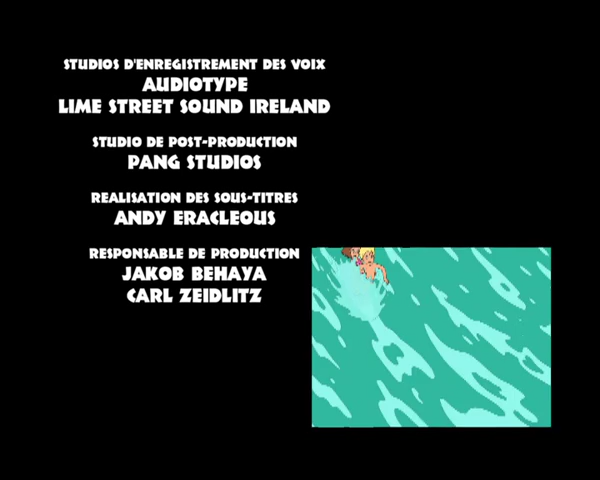 STUDIOS D'ENREGISTREMENT DES VOIX
AUDIOTYPE
LIME STREET SOUND IRELAND
STUDIO DE POST-PRODUCTION
PANG STUDIOS
REALISATION DES SOUS-TITRES
ANDY ERACLEOUS
RESPONSABLE DE PRODUCTION
JAKOB BEHAYA
CARL ZEIDLITZ